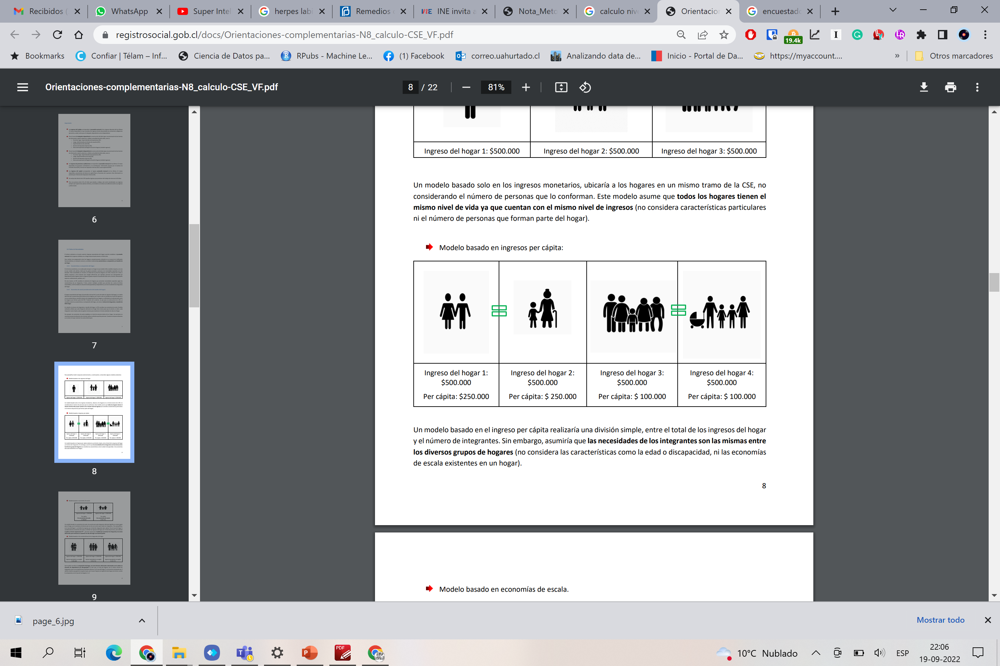 Recibidos (
WhatsApp
Super Intel
herpes labi
Remedios
INE invita a
Nota_Meto
calculo niv
Orientacion
encuestado
registrosocial.gob.cl/docs/Orientaciones-complementarias-N8_calculo-CSE_VF.pdf
19.4k
Bookmarks
Confiar | Télam – Inf...
Ciencia de Datos pa...
RPubs - Machine Le...
(1) Facebook
correo.uahurtado.cl
Analizando data de...
Inicio - Portal de Da...
https://myaccount....
»
Otros marcadores
Orientaciones-complementarias-N8_calculo-CSE_VF.pdf
8 / 22
81%
6
7
8
9
Ingreso del hogar 1: $500.000
Ingreso del hogar 2: $500.000
Ingreso del hogar 3: $500.000
Un modelo basado solo en los ingresos monetarios, ubicaría a los hogares en un mismo tramo de la CSE, no
considerando el número de personas que lo conforman. Este modelo asume que todos los hogares tienen el
mismo nivel de vida ya que cuentan con el mismo nivel de ingresos (no considera características particulares
ni el número de personas que forman parte del hogar).
Modelo basado en ingresos per cápita:
Ingreso del hogar 1:
$500.000
Per cápita: $250.000
Ingreso del hogar 2:
$500.000
Per cápita: $ 250.000
Ingreso del hogar 3:
$500.000
Per cápita: $ 100.000
Ingreso del hogar 4:
$500.000
Per cápita: $ 100.000
Un modelo basado en el ingreso per cápita realizaría una división simple, entre el total de los ingresos del hogar
y el número de integrantes. Sin embargo, asumiría que las necesidades de los integrantes son las mismas entre
los diversos grupos de hogares (no considera las características como la edad o discapacidad, ni las economías
de escala existentes en un hogar).
8
Modelo basado en economías de escala.
page_6.jpg
Mostrar todo
10°C Nublado
ESP
22:06
19-09-2022